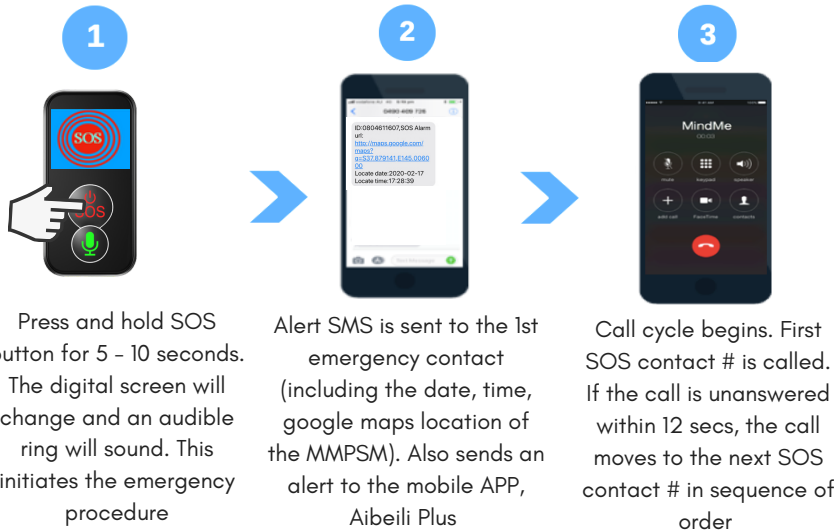 1
SOS
SOS
Press and hold SOS
button for 5 - 10 seconds.
The digital screen will
change and an audible
ring will sound. This
initiates the emergency
procedure
2
0490 409 726
ID:0804611607,SOS Alarm
url:
http://maps.google.com/
maps?
q=S37.879141,E145.0060
00
Locate date:2020-02-17
Locate time:17:28:39
Alert SMS is sent to the 1st
emergency contact
(including the date, time,
google maps location of
the MMPSM). Also sends an
alert to the mobile APP,
Aibeili Plus
3
MindMe
00:03
mute keypad speaker
add call FaceTime contacts
Call cycle begins. First
SOS contact # is called.
If the call is unanswered
within 12 secs, the call
moves to the next SOS
contact # in sequence of
order